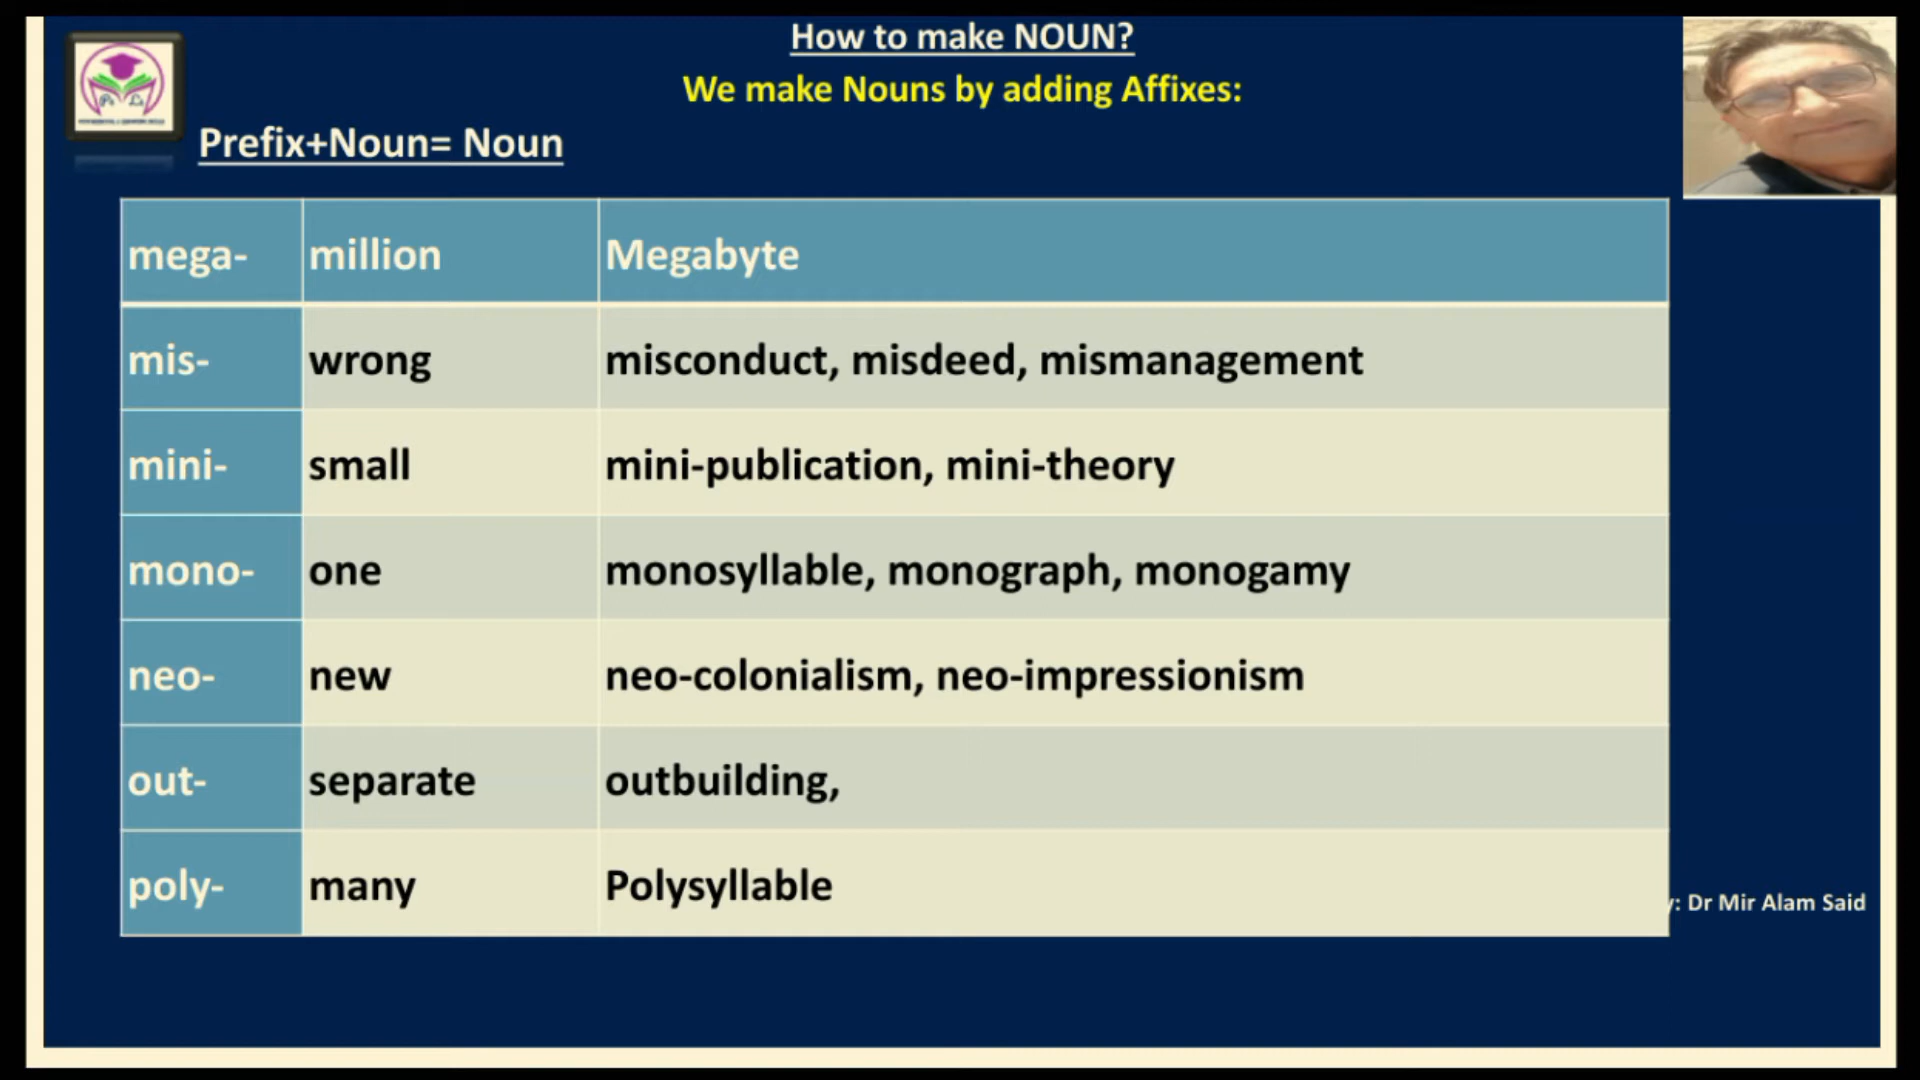 How to make NOUN?
We make Nouns by adding Affixes:
Prefix+Noun= Noun
mega- million Megabyte
mis- wrong misconduct, misdeed, mismanagement
mini- small mini-publication, mini-theory
mono- one monosyllable, monograph, monogamy
neo- new neo-colonialism, neo-impressionism
out- separate outbuilding,
poly- many Polysyllable
: Dr Mir Alam Said